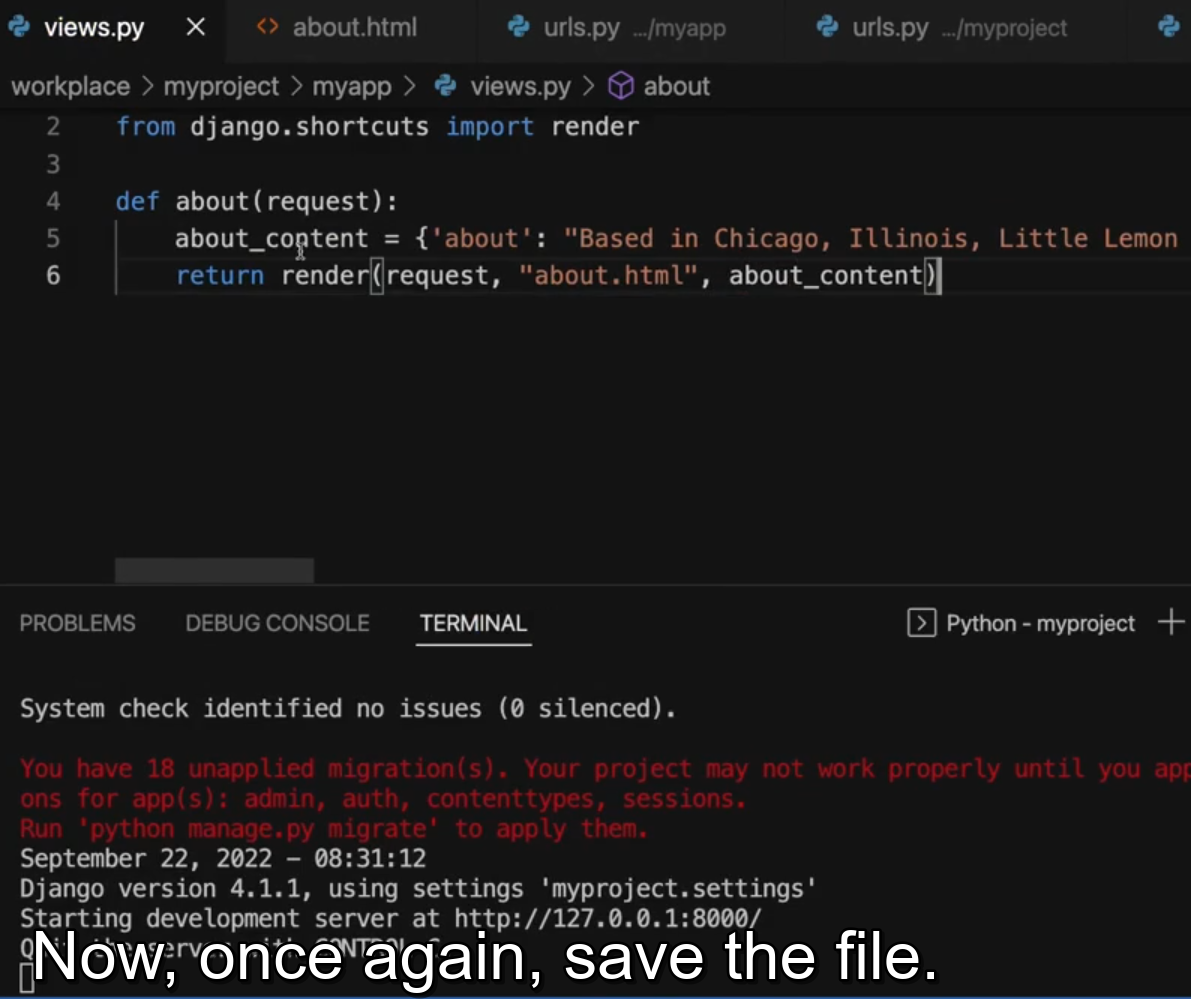 views.py about.html urls.py .../myapp urls.py .../myproject
workplace > myproject > myapp > views.py > about
2 from django.shortcuts import render
3
4 def about(request):
5 about_content = {'about': "Based in Chicago, Illinois, Little Lemon
6 return render(request, "about.html", about_content)
PROBLEMS DEBUG CONSOLE TERMINAL Python - myproject
System check identified no issues (0 silenced).
You have 18 unapplied migration(s). Your project may not work properly until you app
ons for app(s): admin, auth, contenttypes, sessions.
Run 'python manage.py migrate' to apply them.
September 22, 2022 - 08:31:12
Django version 4.1.1, using settings 'myproject.settings'
Starting development server at http://127.0.0.1:8000/
Now, once again, save the file.